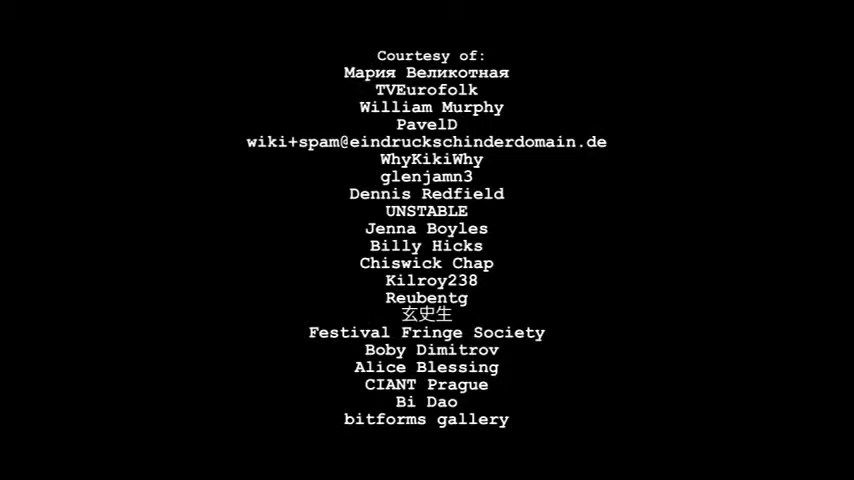 Courtesy of:
Мария Великотная
TVEurofolk
William Murphy
PavelD
wiki+spam@eindruckschinderdomain.de
WhyKikiWhy
glenjamn3
Dennis Redfield
UNSTABLE
Jenna Boyles
Billy Hicks
Chiswick Chap
Kilroy238
Reubentg
玄史生
Festival Fringe Society
Boby Dimitrov
Alice Blessing
CIANT Prague
Bi Dao
bitforms gallery